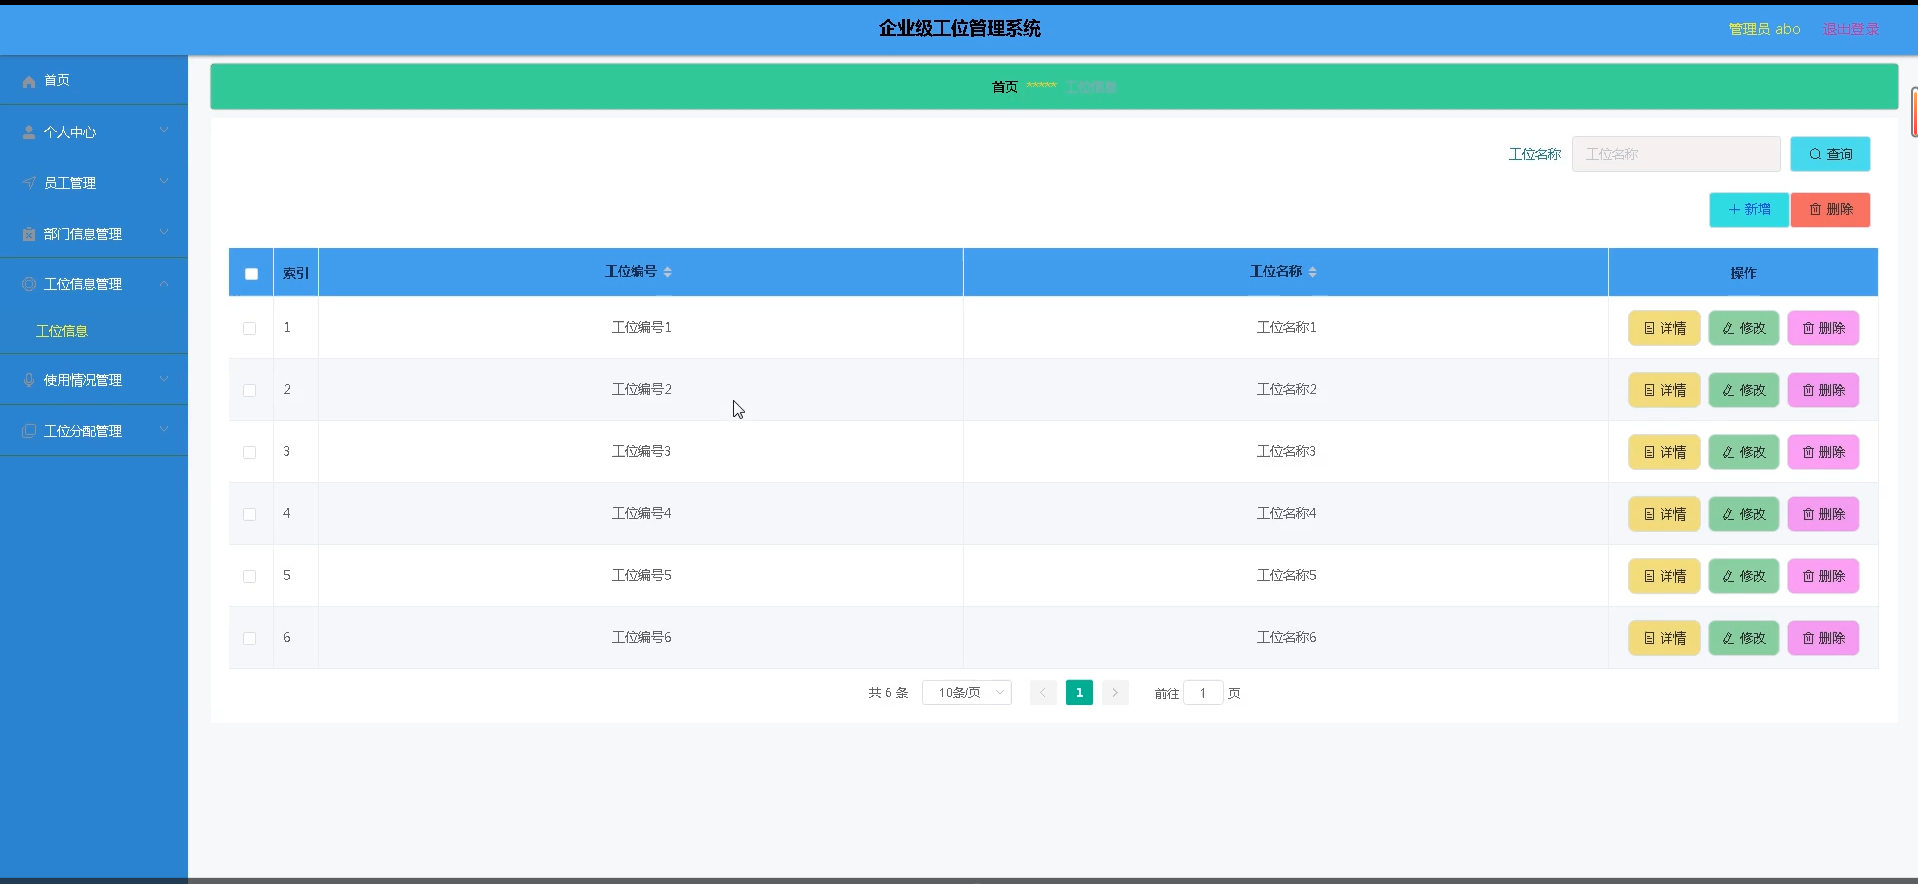 企业级工位管理系统
管理员 abo 退出登录
首页
个人中心
员工管理
部门信息管理
工位信息管理
工位信息
使用情况管理
工位分配管理
首页 ***** 工位信息
工位名称 工位名称 查询
新增 删除
索引 工位编号 工位名称 操作
1 工位编号1 工位名称1 详情 修改 删除
2 工位编号2 工位名称2 详情 修改 删除
3 工位编号3 工位名称3 详情 修改 删除
4 工位编号4 工位名称4 详情 修改 删除
5 工位编号5 工位名称5 详情 修改 删除
6 工位编号6 工位名称6 详情 修改 删除
共 6 条 10条/页 1 前往 1 页